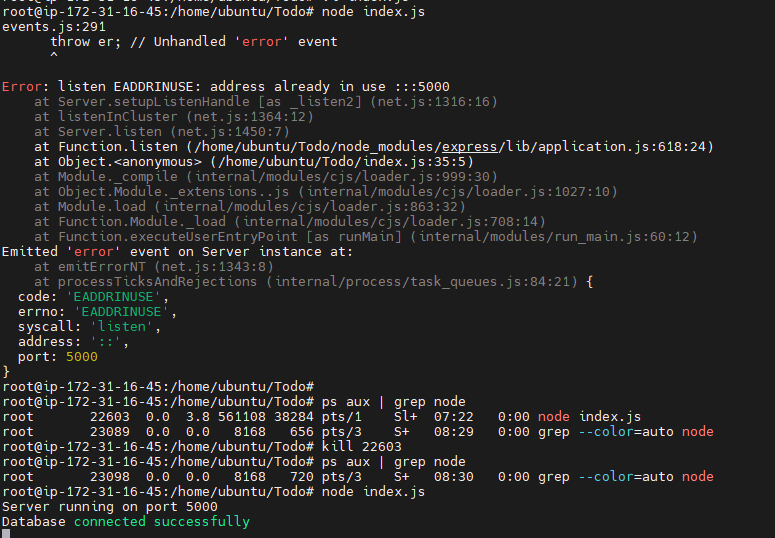 root@ip-172-31-16-45:/home/ubuntu/Todo# node index.js
events.js:291
      throw er; // Unhandled 'error' event
      ^
Error: listen EADDRINUSE: address already in use :::5000
    at Server.setupListenHandle [as _listen2] (net.js:1316:16)
    at listenInCluster (net.js:1364:12)
    at Server.listen (net.js:1450:7)
    at Function.listen (/home/ubuntu/Todo/node_modules/express/lib/application.js:618:24)
    at Object.<anonymous> (/home/ubuntu/Todo/index.js:35:5)
    at Module._compile (internal/modules/cjs/loader.js:999:30)
    at Object.Module._extensions..js (internal/modules/cjs/loader.js:1027:10)
    at Module.load (internal/modules/cjs/loader.js:863:32)
    at Function.Module._load (internal/modules/cjs/loader.js:708:14)
    at Function.executeUserEntryPoint [as runMain] (internal/modules/run_main.js:60:12)
Emitted 'error' event on Server instance at:
    at emitErrorNT (net.js:1343:8)
    at processTicksAndRejections (internal/process/task_queues.js:84:21) {
  code: 'EADDRINUSE',
  errno: 'EADDRINUSE',
  syscall: 'listen',
  address: '::',
  port: 5000
}
root@ip-172-31-16-45:/home/ubuntu/Todo#
root@ip-172-31-16-45:/home/ubuntu/Todo# ps aux | grep node
root       22603  0.0  3.8 561108 38284 pts/1    Sl+  07:22   0:00 node index.js
root       23089  0.0  0.0   8168   656 pts/3    S+   08:29   0:00 grep --color=auto node
root@ip-172-31-16-45:/home/ubuntu/Todo# kill 22603
root@ip-172-31-16-45:/home/ubuntu/Todo# ps aux | grep node
root       23098  0.0  0.0   8168   720 pts/3    S+   08:30   0:00 grep --color=auto node
root@ip-172-31-16-45:/home/ubuntu/Todo# node index.js
Server running on port 5000
Database connected successfully